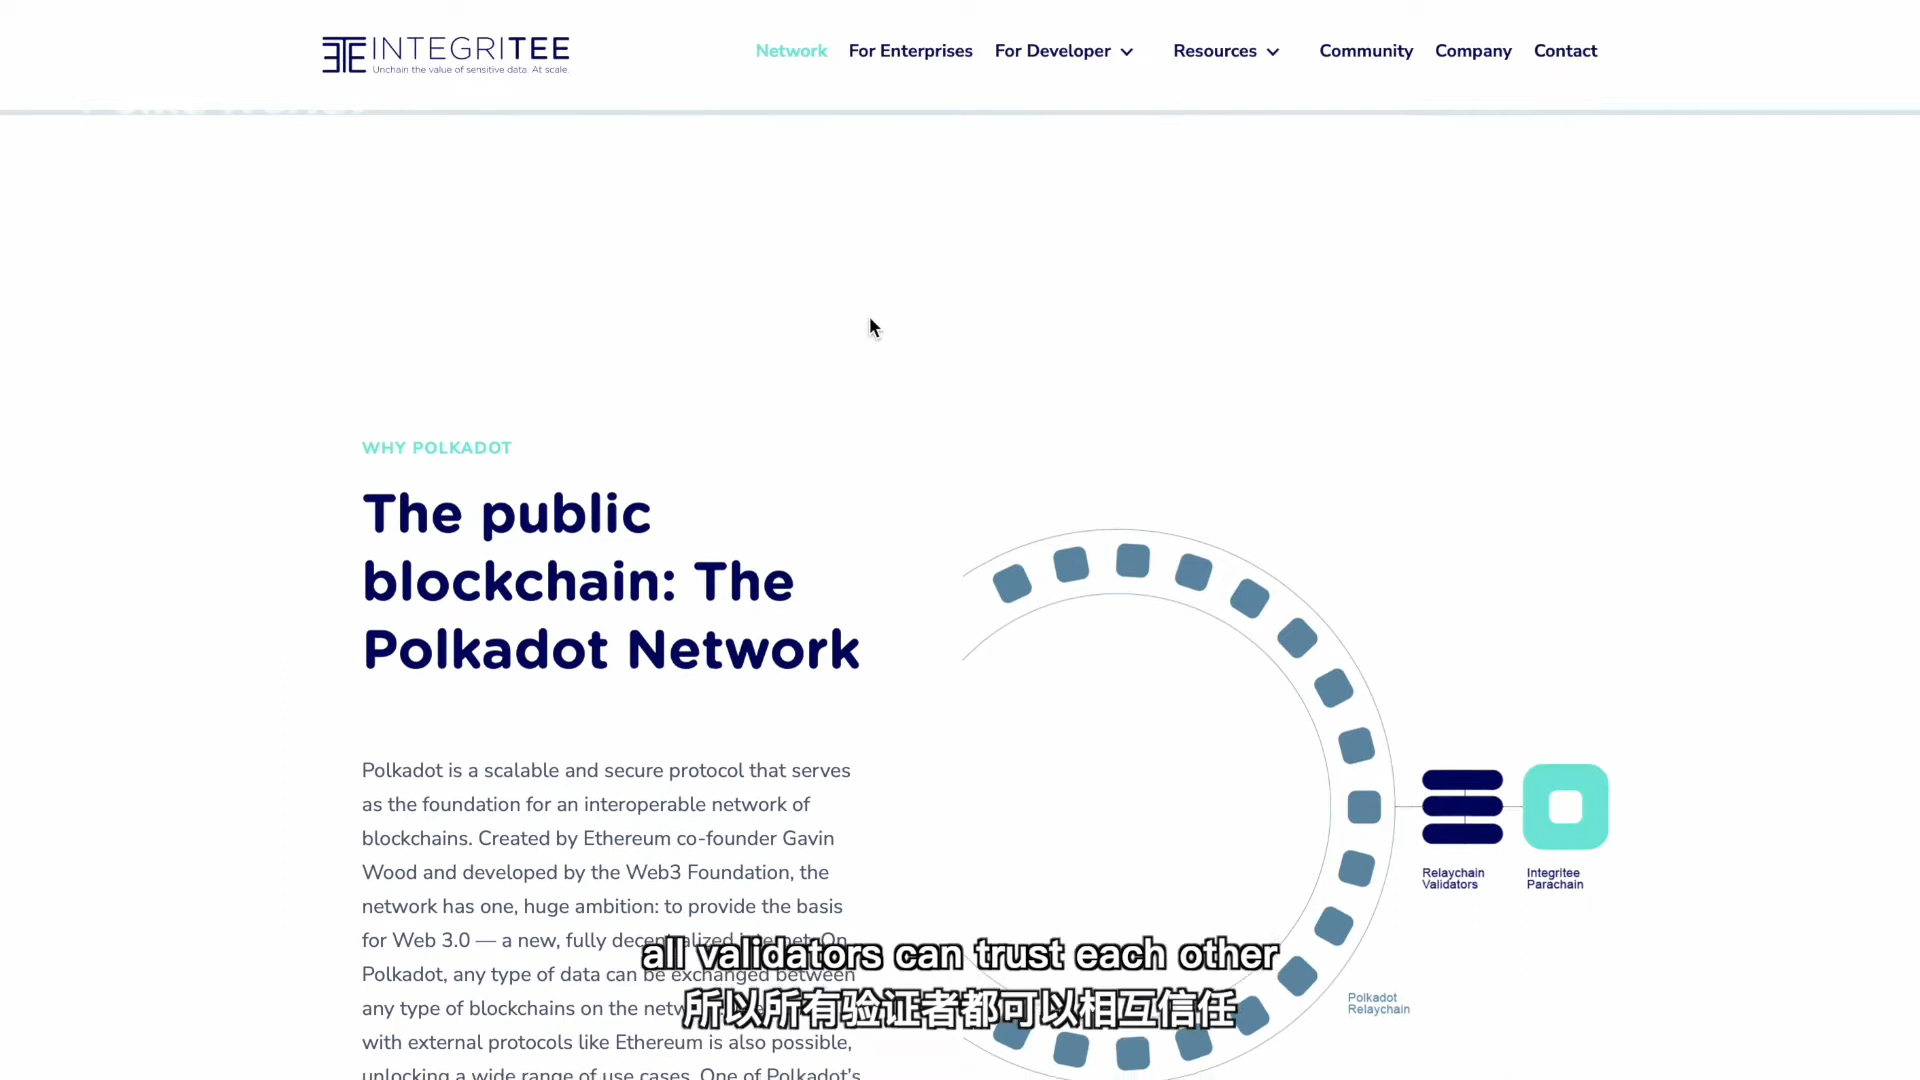 INTEGRITEE
Unchain the value of sensitive data. At scale.
Network For Enterprises For Developer Resources Community Company Contact
WHY POLKADOT
The public
blockchain: The
Polkadot Network
Polkadot is a scalable and secure protocol that serves
as the foundation for an interoperable network of
blockchains. Created by Ethereum co-founder Gavin
Wood and developed by the Web3 Foundation, the
network has one, huge ambition: to provide the basis
for Web 3.0 — a new, fully decentralized internet. On
Polkadot, any type of data can be exchanged between
any type of blockchains on the
with external protocols like Ethereum is also possible,
unlocking a wide range of use cases. One of Polkadot's
Relaychain
Validators
Integritee
Parachain
Polkadot
Relaychain
all validators can trust each other
所以所有验证者都可以相互信任